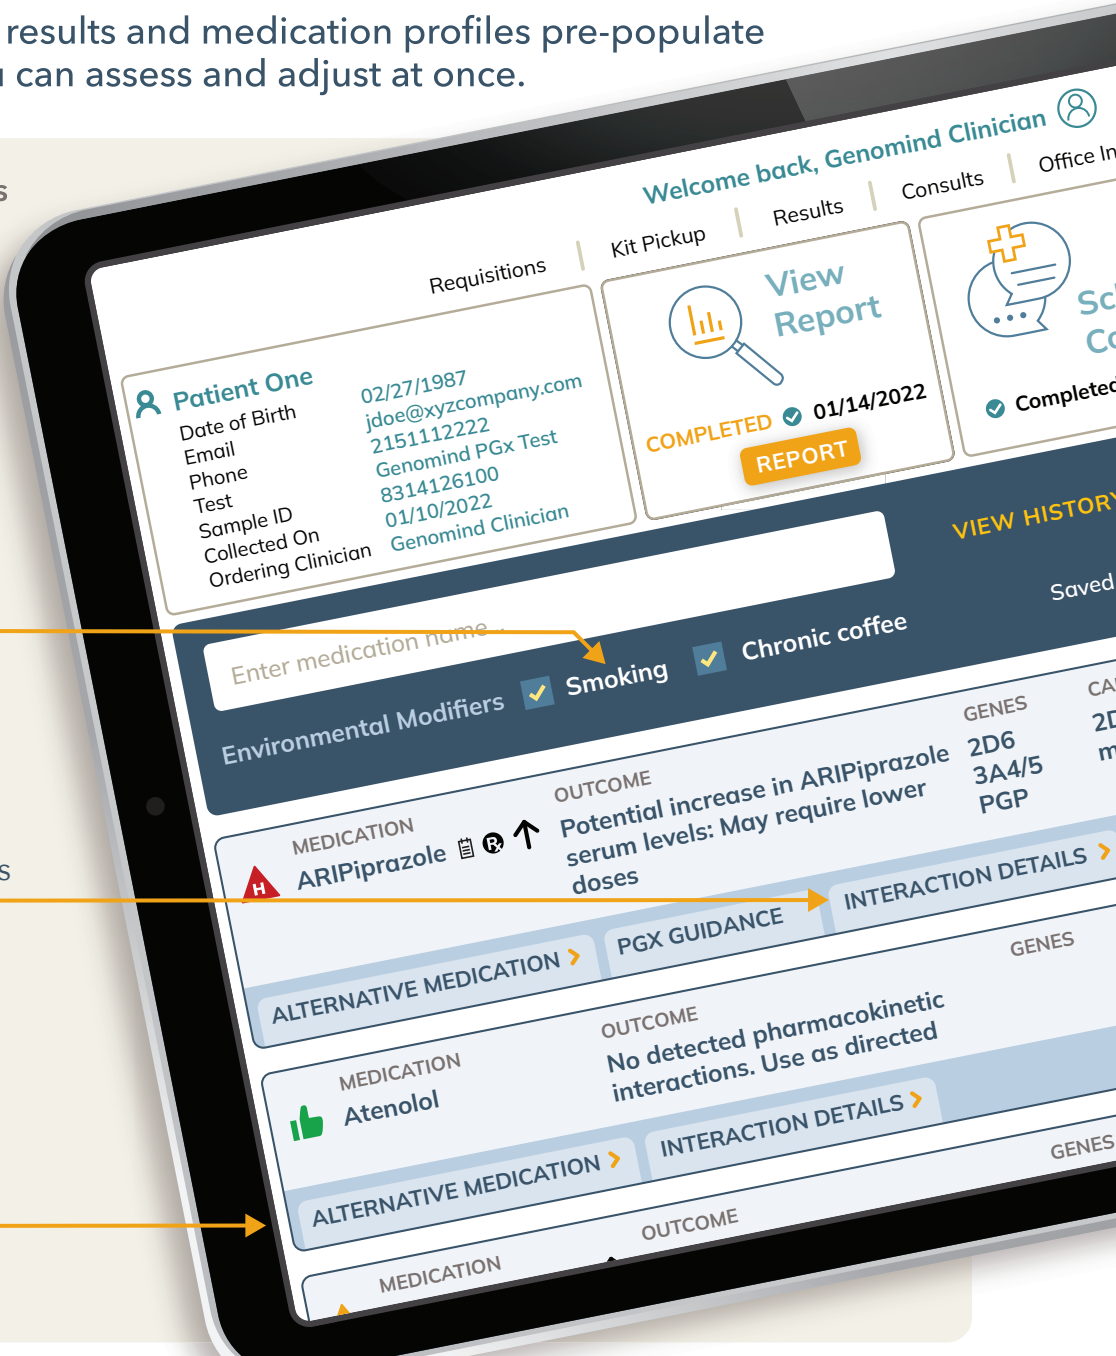 results and medication profiles pre-populate
can assess and adjust at once.
s
Welcome back, Genomind Clinician
Requisitions
Kit Pickup
Results
Consults
Office In
Patient One
Date of Birth 02/27/1987
Email jdoe@xyzcompany.com
Phone 2151112222
Test Genomind PGx Test
Sample ID 8314126100
Collected On 01/10/2022
Ordering Clinician Genomind Clinician
View
Report
COMPLETED 01/14/2022
REPORT
Sc
Co
Completed
VIEW HISTORY
Enter medication name...
Saved
Environmental Modifiers Smoking Chronic coffee
MEDICATION
H ARIPiprazole
OUTCOME
Potential increase in ARIPiprazole
serum levels: May require lower
doses
GENES
2D6
3A4/5
PGP
CA
2D
m
s
ALTERNATIVE MEDICATION >
PGX GUIDANCE
INTERACTION DETAILS >
MEDICATION
Atenolol
OUTCOME
No detected pharmacokinetic
interactions. Use as directed
GENES
ALTERNATIVE MEDICATION >
INTERACTION DETAILS >
MEDICATION
OUTCOME
GENES